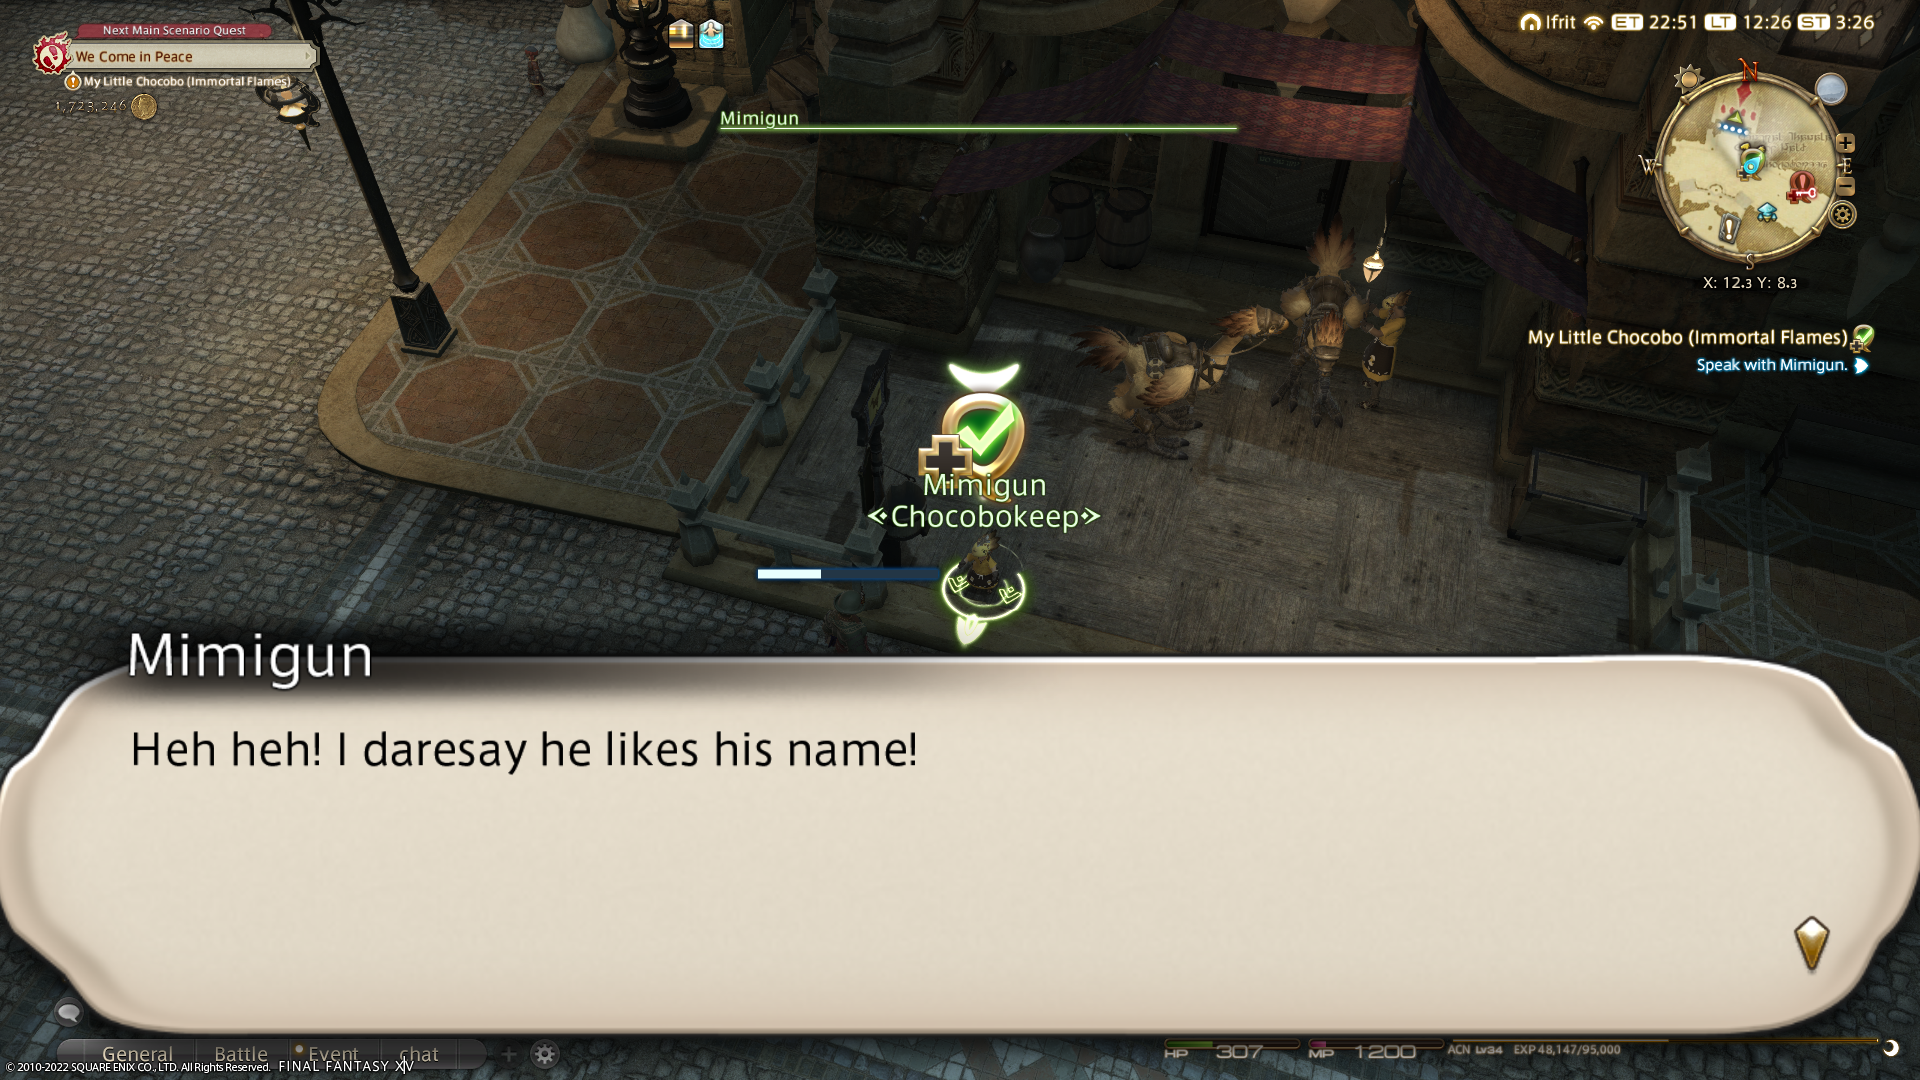 Next Main Scenario Quest
We Come in Peace
My Little Chocobo (Immortal Flames)
1,723,246
Ifrit ET 22:51 LT 12:26 ST 3:26
Mimigun
N
W
E
S
X: 12.3 Y: 8.3
My Little Chocobo (Immortal Flames)
Speak with Mimigun.
Mimigun
Chocobokeep
Mimigun
Heh heh! I daresay he likes his name!
General Battle Event chat
HP 307 MP 1200 ACN Lv34 EXP 48,147/95,000
© 2010-2022 SQUARE ENIX CO., LTD. All Rights Reserved. FINAL FANTASY XIV